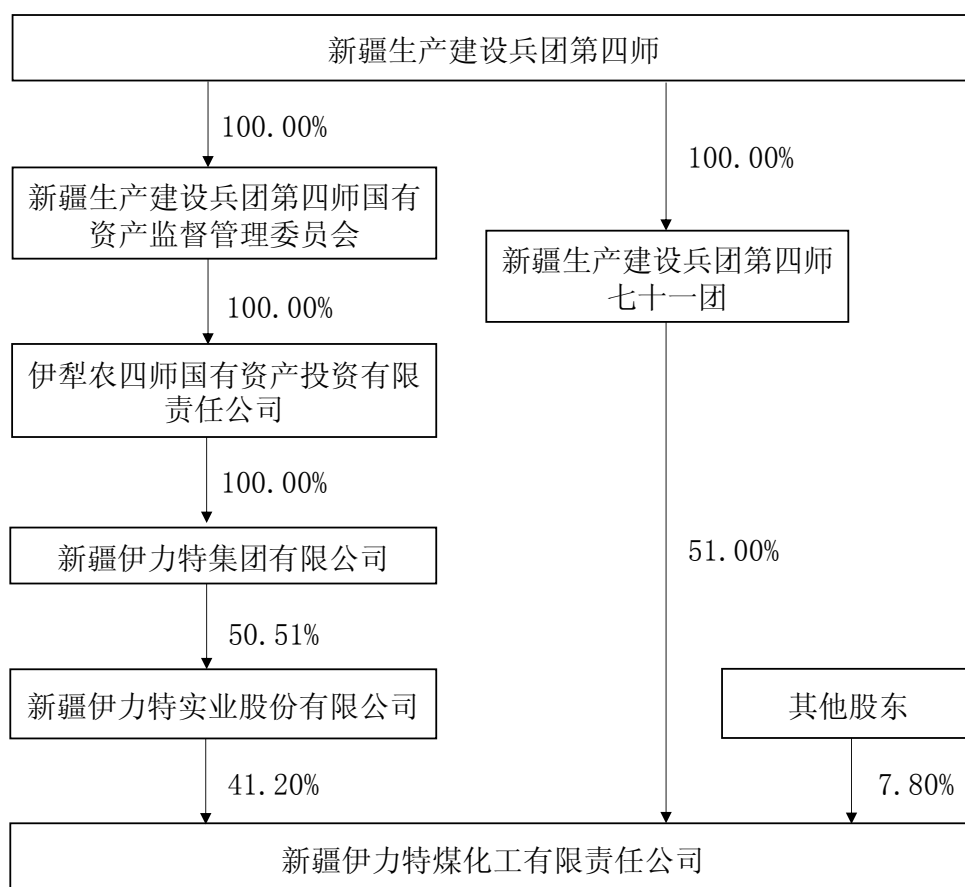 新疆生产建设兵团第四师
100.00%
100.00%
新疆生产建设兵团第四师国有
资产监督管理委员会
新疆生产建设兵团第四师
七十一团
100.00%
伊犁农四师国有资产投资有限
责任公司
100.00%
新疆伊力特集团有限公司
51.00%
50.51%
新疆伊力特实业股份有限公司
其他股东
41.20%
7.80%
新疆伊力特煤化工有限责任公司